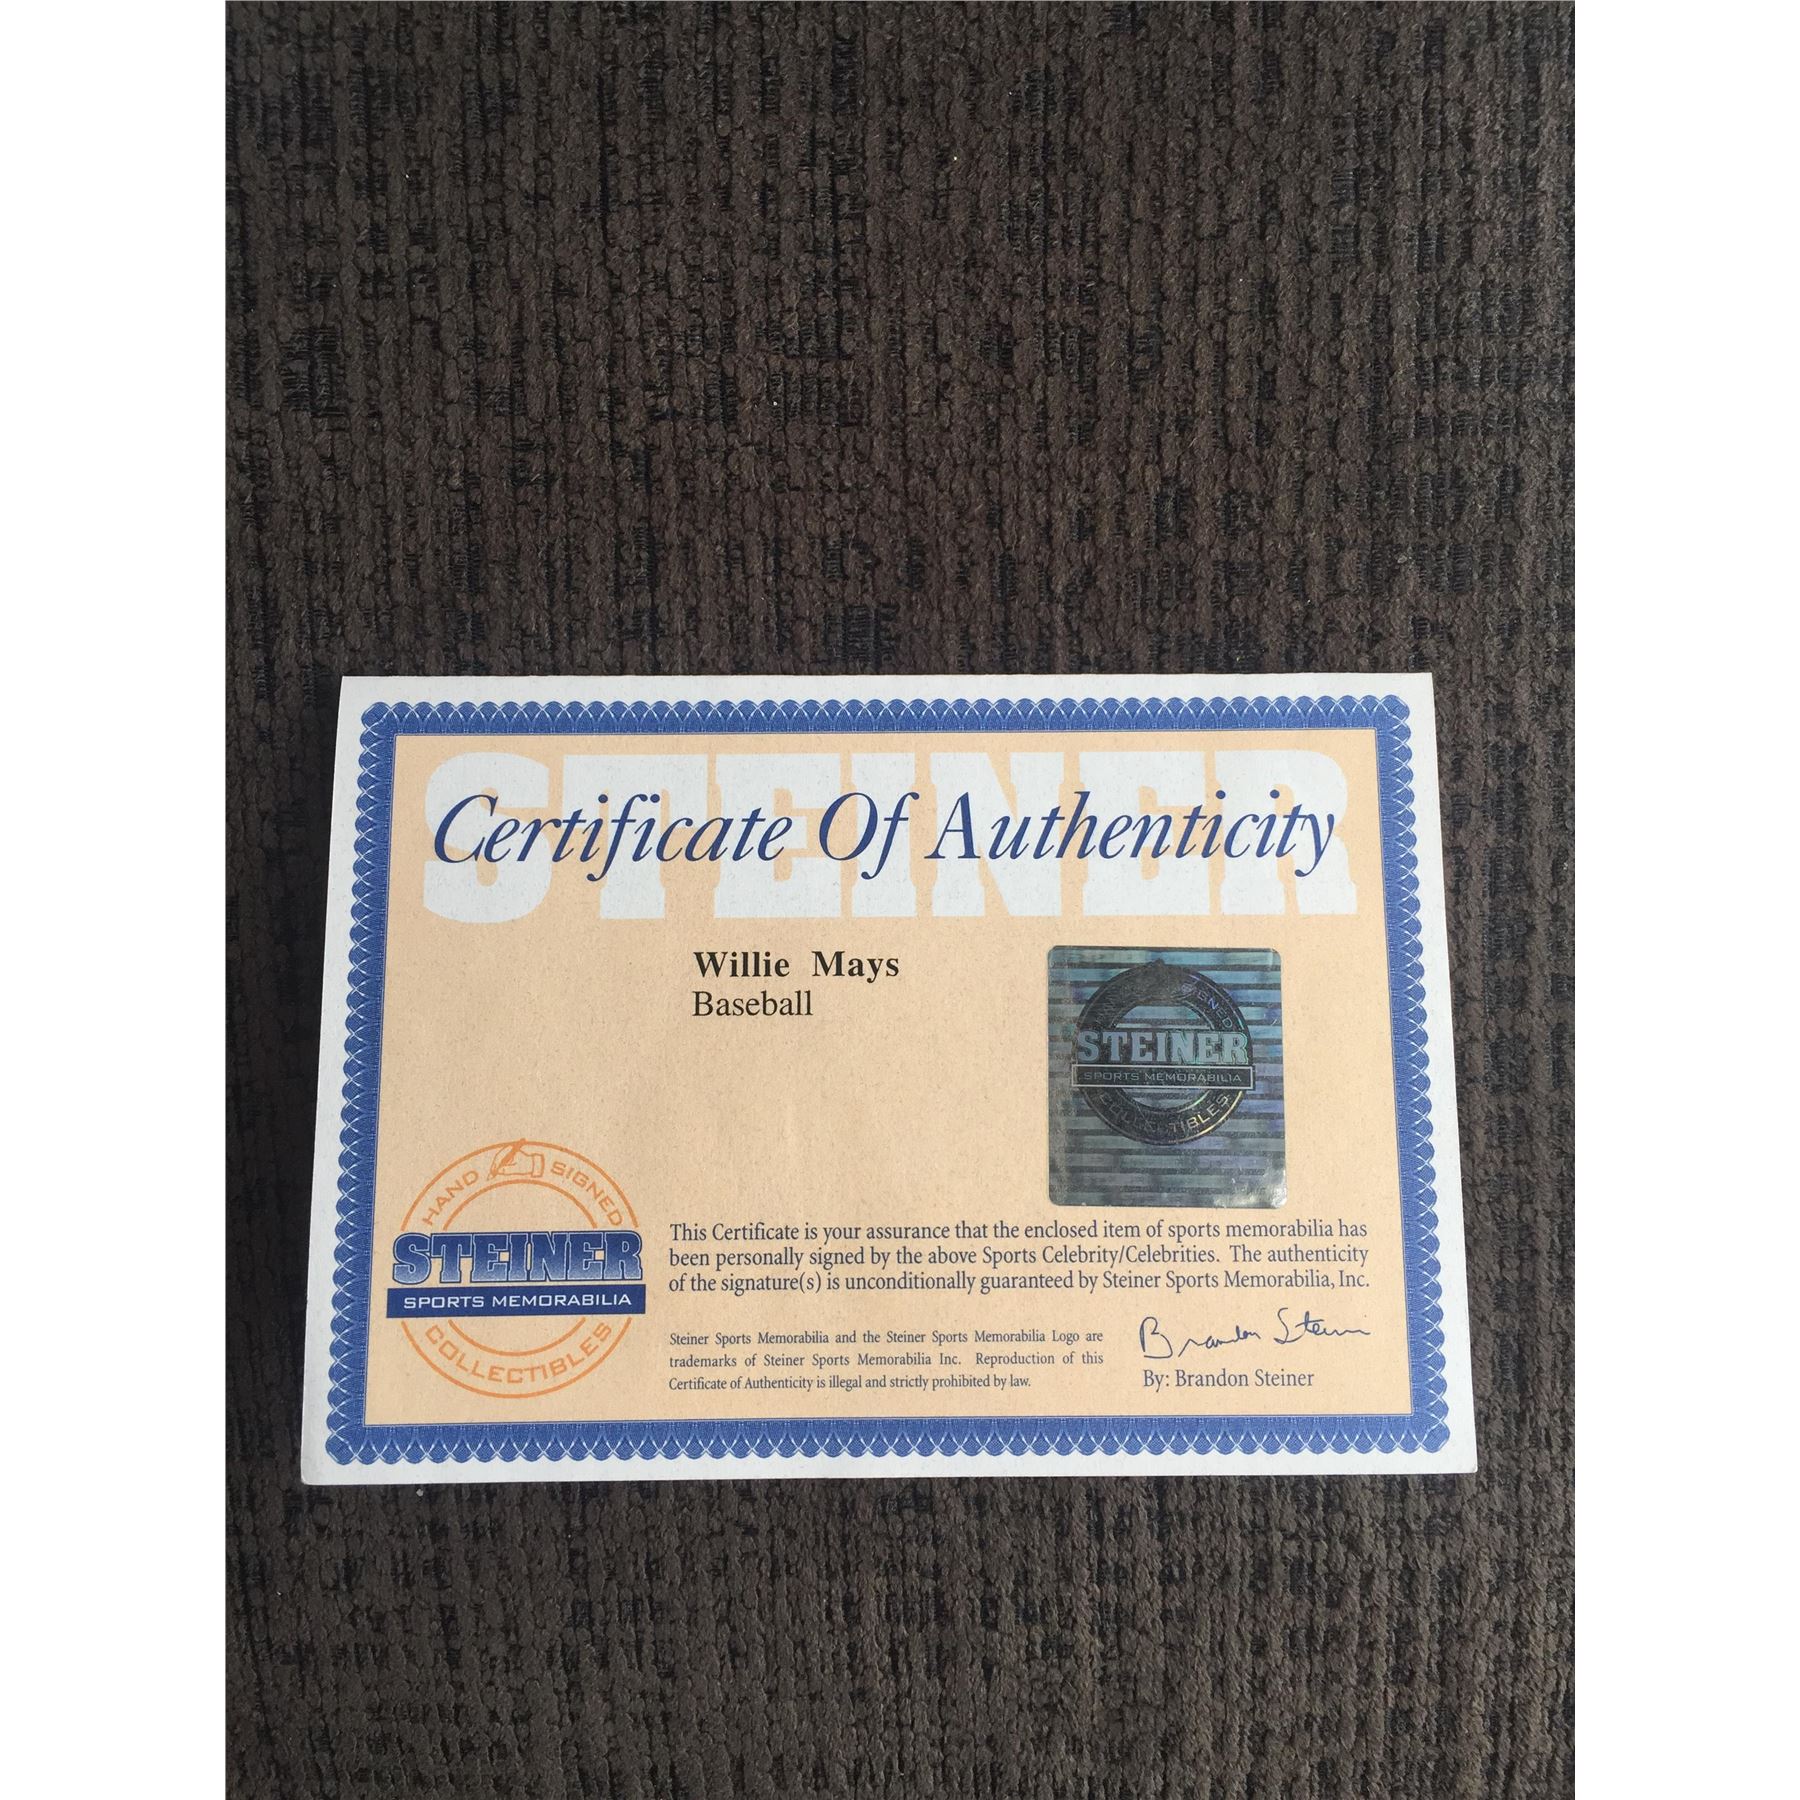 STEINER
Certificate Of Authenticity
Willie Mays
Baseball
SIGNED
STEINER
SPORTS MEMORABILIA
COLLECTIBLES
HAND SIGNED
STEINER
SPORTS MEMORABILIA
COLLECTIBLES
This Certificate is your assurance that the enclosed item of sports memorabilia has
been personally signed by the above Sports Celebrity/Celebrities. The authenticity
of the signature(s) is unconditionally guaranteed by Steiner Sports Memorabilia, Inc.
Steiner Sports Memorabilia and the Steiner Sports Memorabilia Logo are
trademarks of Steiner Sports Memorabilia Inc. Reproduction of this
Certificate of Authenticity is illegal and strictly prohibited by law.
Brandon Steiner
By: Brandon Steiner